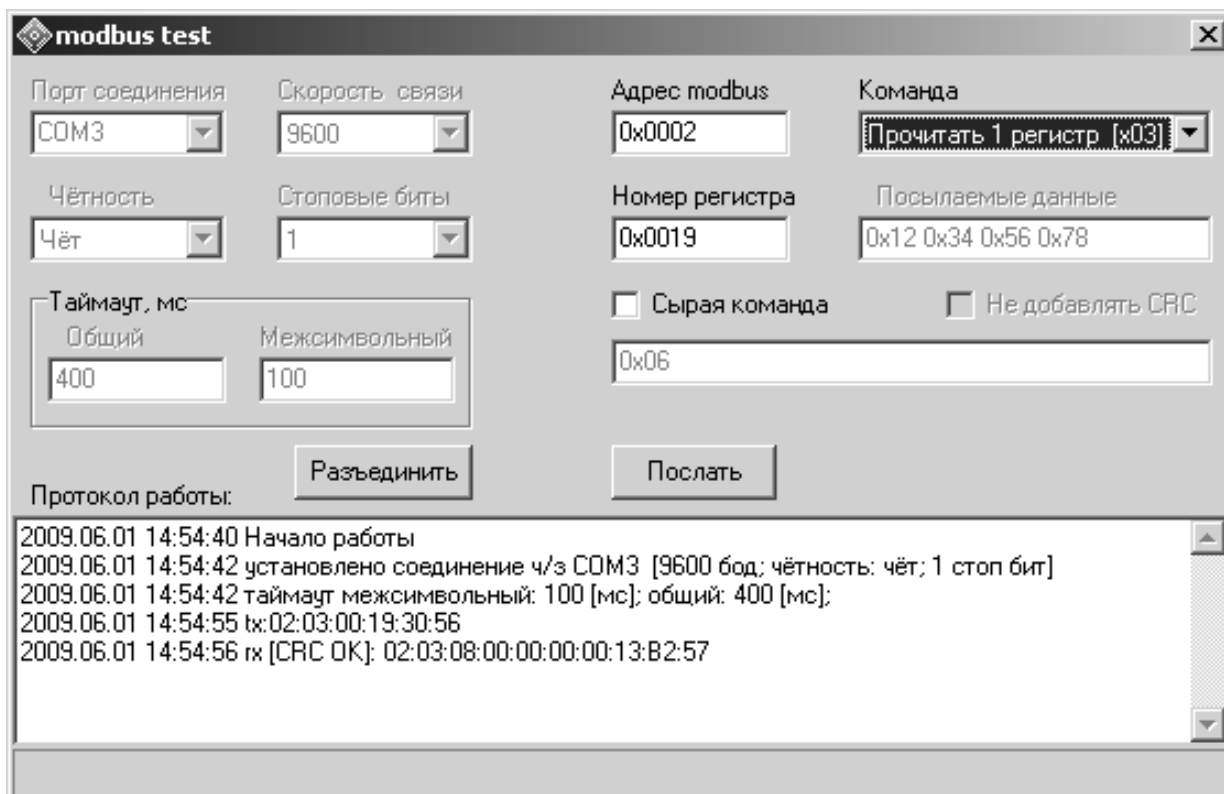 modbus test
Порт соединения Скорость связи Адрес modbus Команда
COM3 9600 0x0002 Прочитать 1 регистр [x03]
Чётность Стоповые биты Номер регистра Посылаемые данные
Чёт 1 0x0019 0x12 0x34 0x56 0x78
Таймаут, мс Сырая команда Не добавлять CRC
Общий Межсимвольный
400 100 0x06
Разъединить Послать
Протокол работы:
2009.06.01 14:54:40 Начало работы
2009.06.01 14:54:42 установлено соединение ч/з COM3 [9600 бод; чётность: чёт; 1 стоп бит]
2009.06.01 14:54:42 таймаут межсимвольный: 100 [мс]; общий: 400 [мс];
2009.06.01 14:54:55 tx:02:03:00:19:30:56
2009.06.01 14:54:56 rx [CRC OK]: 02:03:08:00:00:00:00:13:B2:57